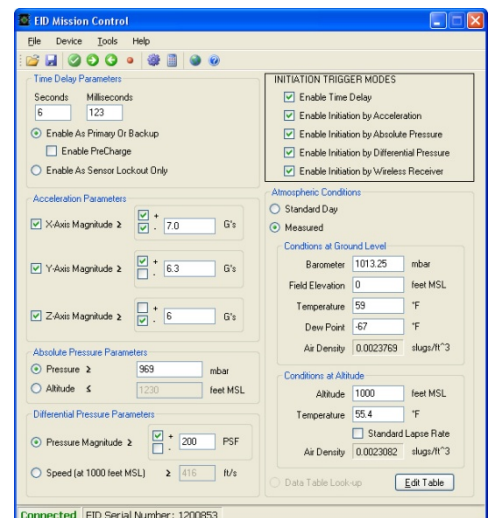 EID Mission Control
File Device Tools Help
Time Delay Parameters
Seconds Milliseconds
6 123
Enable As Primary Or Backup
Enable PreCharge
Enable As Sensor Lockout Only
Acceleration Parameters
X-Axis Magnitude ≥ + - 7.0 G's
Y-Axis Magnitude ≥ + - 6.3 G's
Z-Axis Magnitude ≥ + - 6 G's
Absolute Pressure Parameters
Pressure ≥ 969 mbar
Altitude ≤ 1230 feet MSL
Differential Pressure Parameters
Pressure Magnitude ≥ + - 200 PSF
Speed (at 1000 feet MSL) ≥ 416 ft/s
INITIATION TRIGGER MODES
Enable Time Delay
Enable Initiation by Acceleration
Enable Initiation by Absolute Pressure
Enable Initiation by Differential Pressure
Enable Initiation by Wireless Receiver
Atmospheric Conditions
Standard Day
Measured
Condtions at Ground Level
Barometer 1013.25 mbar
Field Elevation 0 feet MSL
Temperature 59 °F
Dew Point -67 °F
Air Density 0.0023769 slugs/ft^3
Conditions at Altitude
Altitude 1000 feet MSL
Temperature 55.4 °F
Standard Lapse Rate
Air Density 0.0023082 slugs/ft^3
Data Table Look-up Edit Table
Connected EID Serial Number: 1200853